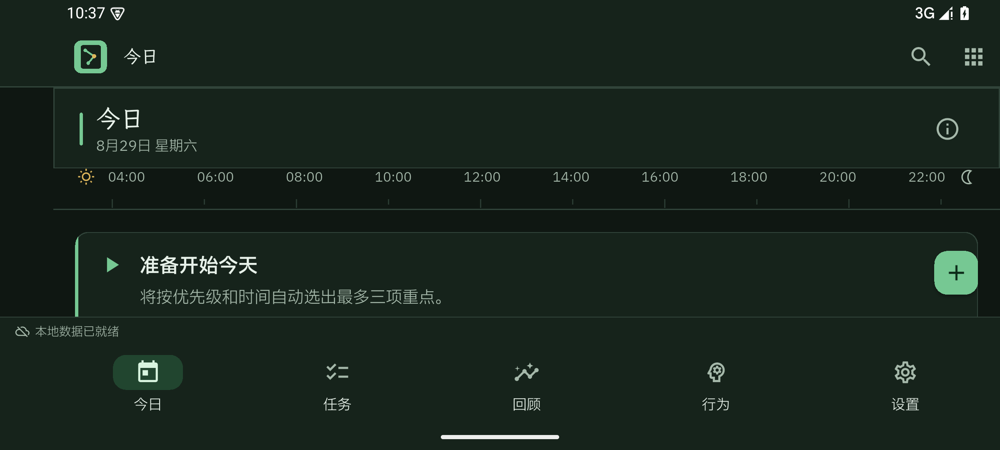 10:37
3G
今日
今日
8月29日 星期六
04:00 06:00 08:00 10:00 12:00 14:00 16:00 18:00 20:00 22:00
准备开始今天
将按优先级和时间自动选出最多三项重点。
本地数据已就绪
今日 任务 回顾 行为 设置